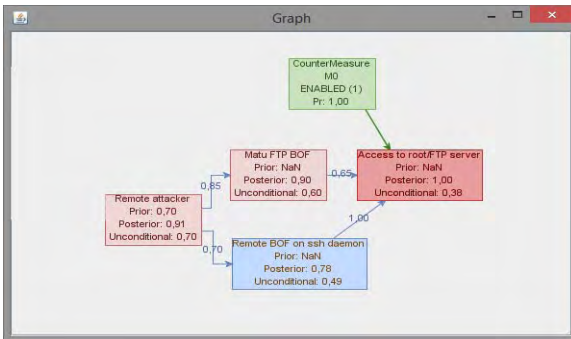 Graph
CounterMeasure
M0
ENABLED (1)
Pr: 1,00
Matu FTP BOF
Prior: NaN
Posterior: 0,90
Unconditional: 0,60
0,65
Access to root/FTP server
Prior: NaN
Posterior: 1,00
Unconditional: 0,38
0,85
Remote attacker
Prior: 0,70
Posterior: 0,91
Unconditional: 0,70
0,70
1,00
Remote BOF on ssh daemon
Prior: NaN
Posterior: 0,78
Unconditional: 0,49